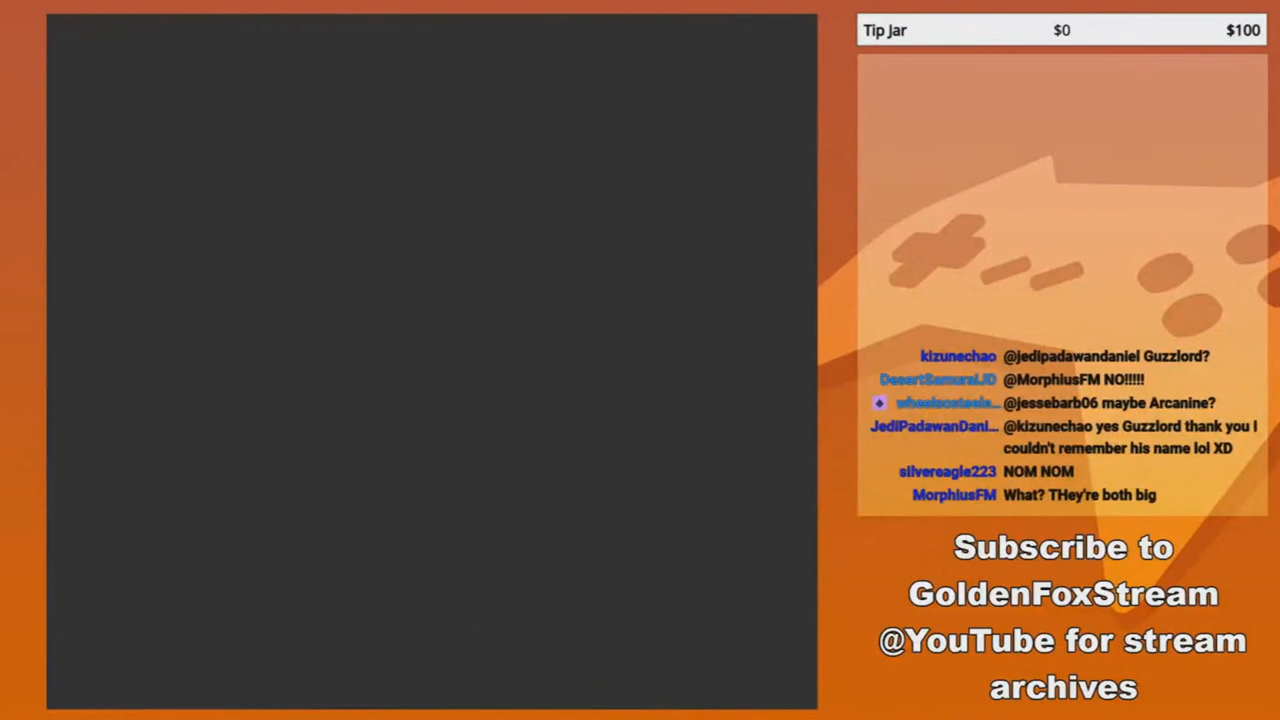 Tip Jar $0 $100
kizunechao @jedipadawandaniel Guzzlord?
DesertSamuraiJD @MorphiusFM NO!!!!!
@jessebarb06 maybe Arcanine?
JediPadawanDani... @kizunechao yes Guzzlord thank you I
couldn't remember his name lol XD
silvereagle223 NOM NOM
MorphiusFM What? THey're both big
Subscribe to
GoldenFoxStream
@YouTube for stream
archives